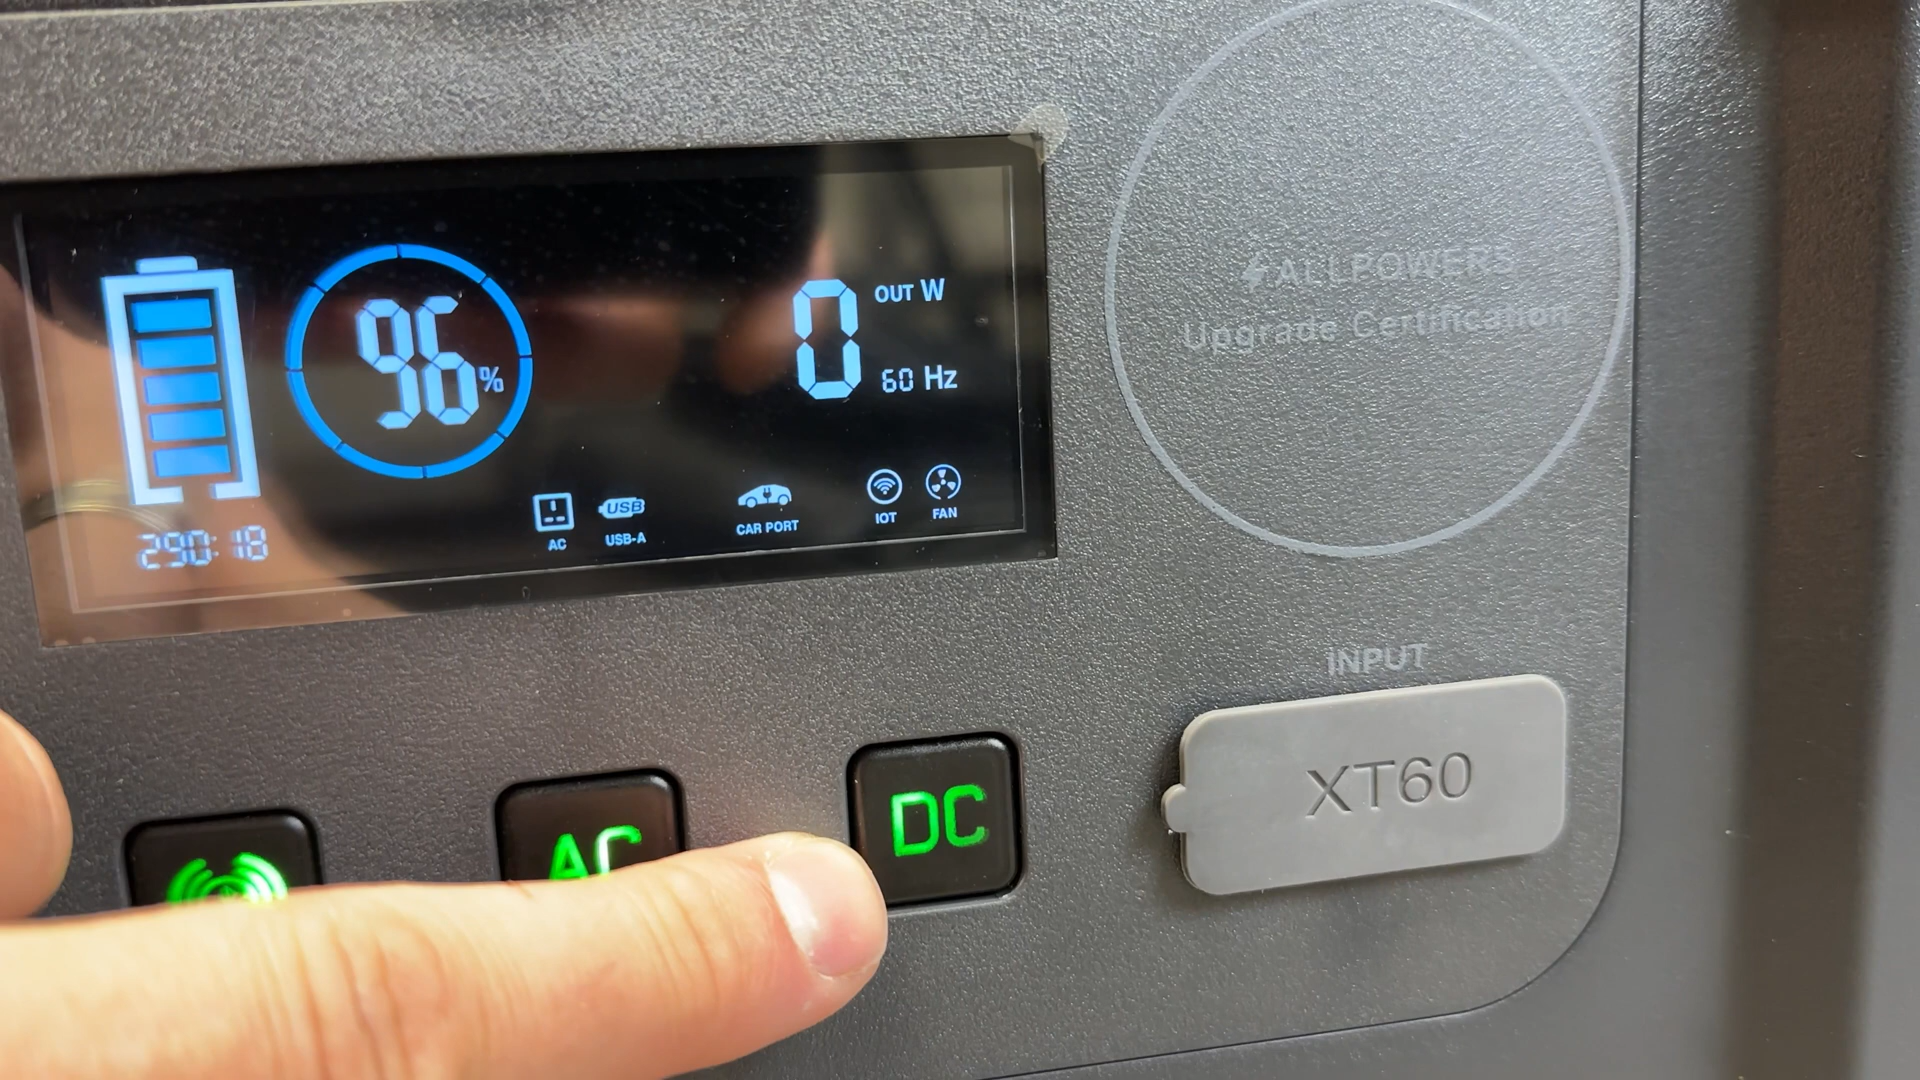 96%
0 OUT W
60 Hz
290:18
AC
USB
USB-A
CAR PORT
IOT
FAN
ALLPOWERS
Upgrade Certification
INPUT
XT60
AC
DC